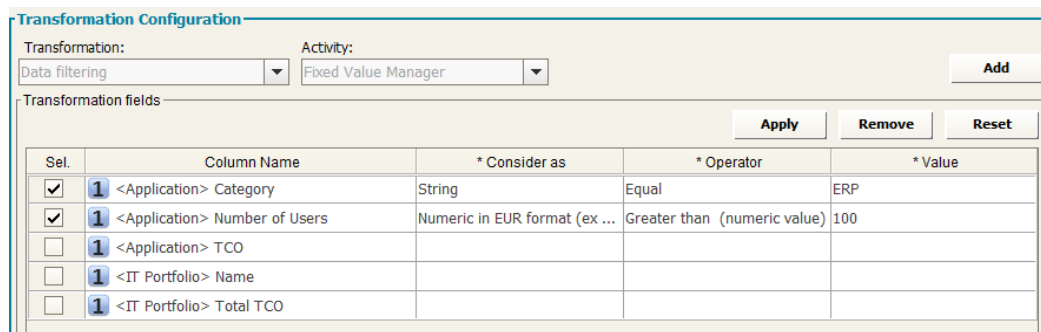 Transformation Configuration
Transformation: Activity:
Data filtering Fixed Value Manager Add
Transformation fields
Apply Remove Reset
Sel. Column Name * Consider as * Operator * Value
1 <Application> Category String Equal ERP
1 <Application> Number of Users Numeric in EUR format (ex ... Greater than (numeric value) 100
1 <Application> TCO
1 <IT Portfolio> Name
1 <IT Portfolio> Total TCO